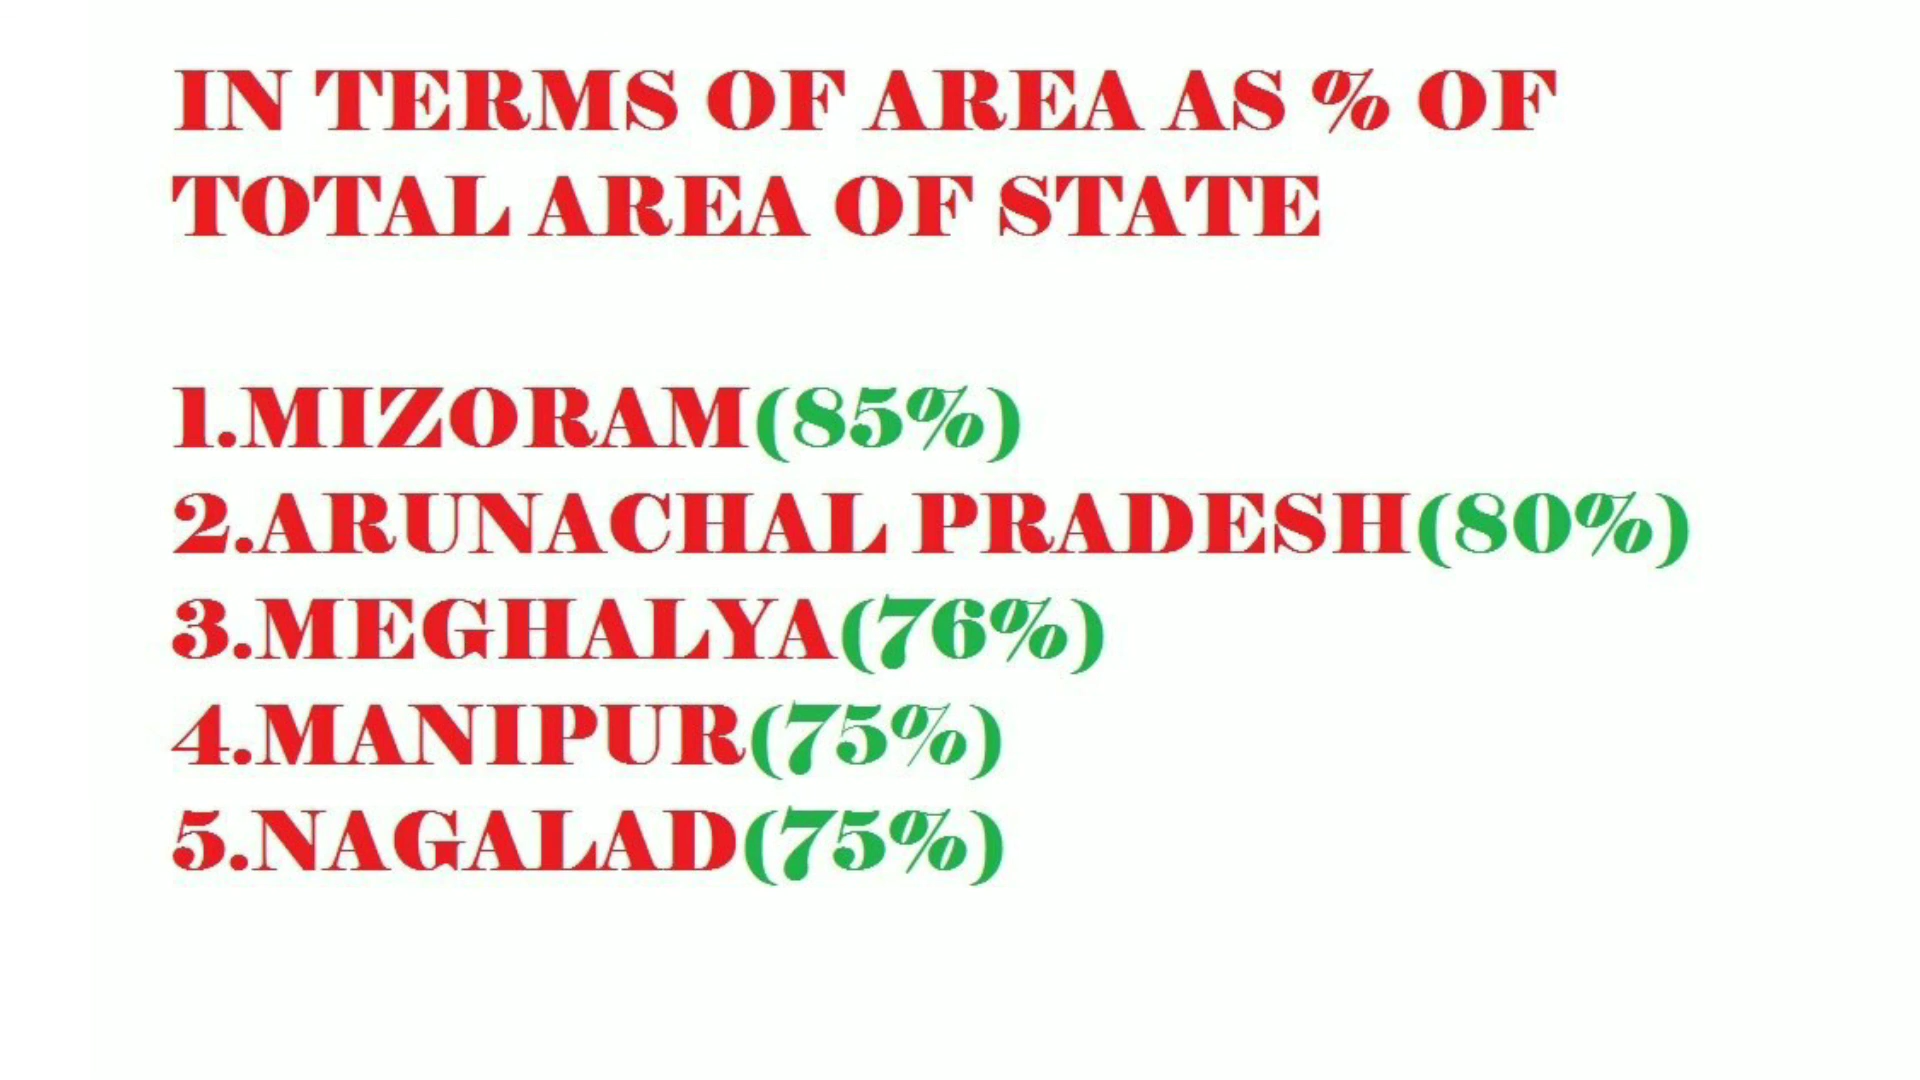 IN TERMS OF AREA AS % OF
TOTAL AREA OF STATE
1.MIZORAM(85%)
2.ARUNACHAL PRADESH(80%)
3.MEGHALYA(76%)
4.MANIPUR(75%)
5.NAGALAD(75%)